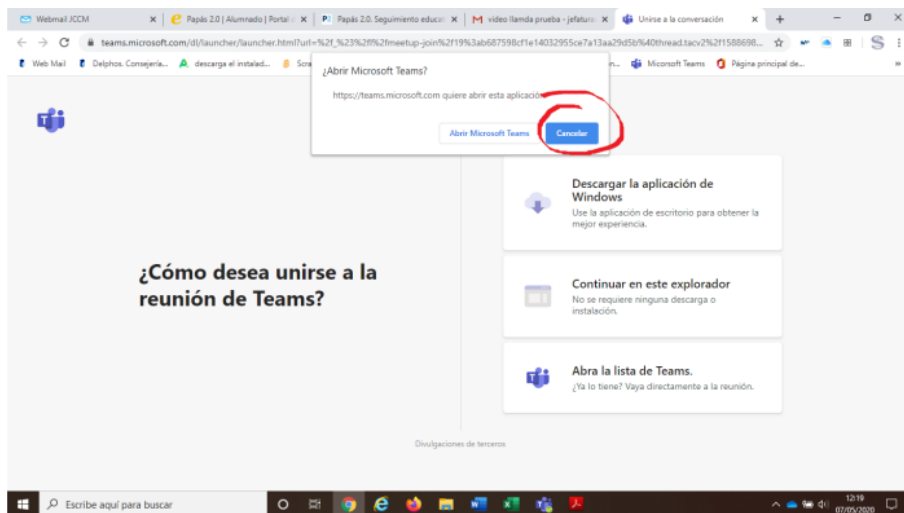 Webmail JCCM
Papás 2.0 | Alumnado | Portal
Papás 2.0. Seguimiento educat
video llamda prueba - jefatura
Unirse a la conversación
teams.microsoft.com/dl/launcher/launcher.html?url=%2f_%23%2fl%2fmeetup-join%2f19%3ab687598cf1e14032955ce7a13aa29d5b%40thread.tacv2%2f1588698...
Web Mail
Delphos. Consejería...
descarga el instalad...
Scra
Miconsoft Teams
Página principal de...
¿Abrir Microsoft Teams?
https://teams.microsoft.com quiere abrir esta aplicación
Abrir Microsoft Teams
Cancelar
¿Cómo desea unirse a la
reunión de Teams?
Descargar la aplicación de
Windows
Use la aplicación de escritorio para obtener la
mejor experiencia.
Continuar en este explorador
No se requiere ninguna descarga o
instalación.
Abra la lista de Teams.
¿Ya lo tiene? Vaya directamente a la reunión.
Divulgaciones de terceros
Escribe aquí para buscar
12:19
07/05/2020